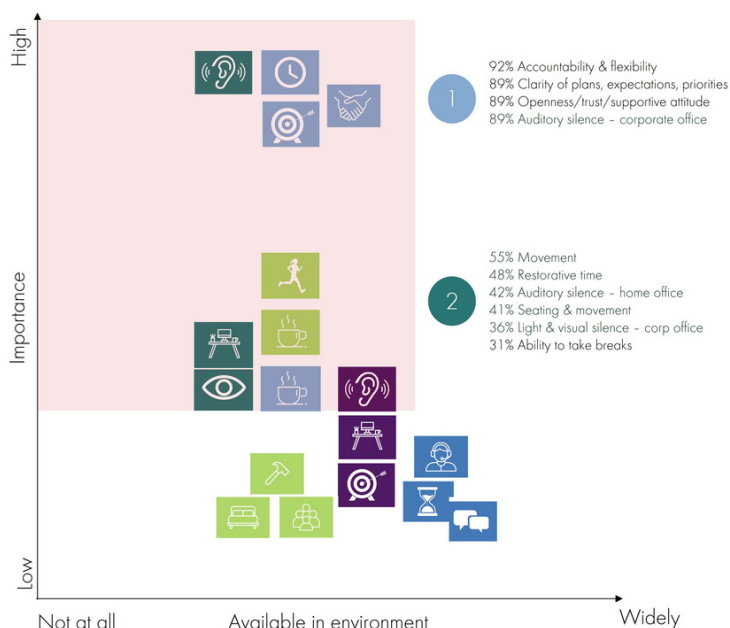 High
92% Accountability & flexibility
89% Clarity of plans, expectations, priorities
1
89% Openness/trust/supportive attitude
89% Auditory silence – corporate office
Importance
55% Movement
48% Restorative time
42% Auditory silence – home office
2
41% Seating & movement
36% Light & visual silence – corp office
31% Ability to take breaks
Low
Not at all
Available in environment
Widely